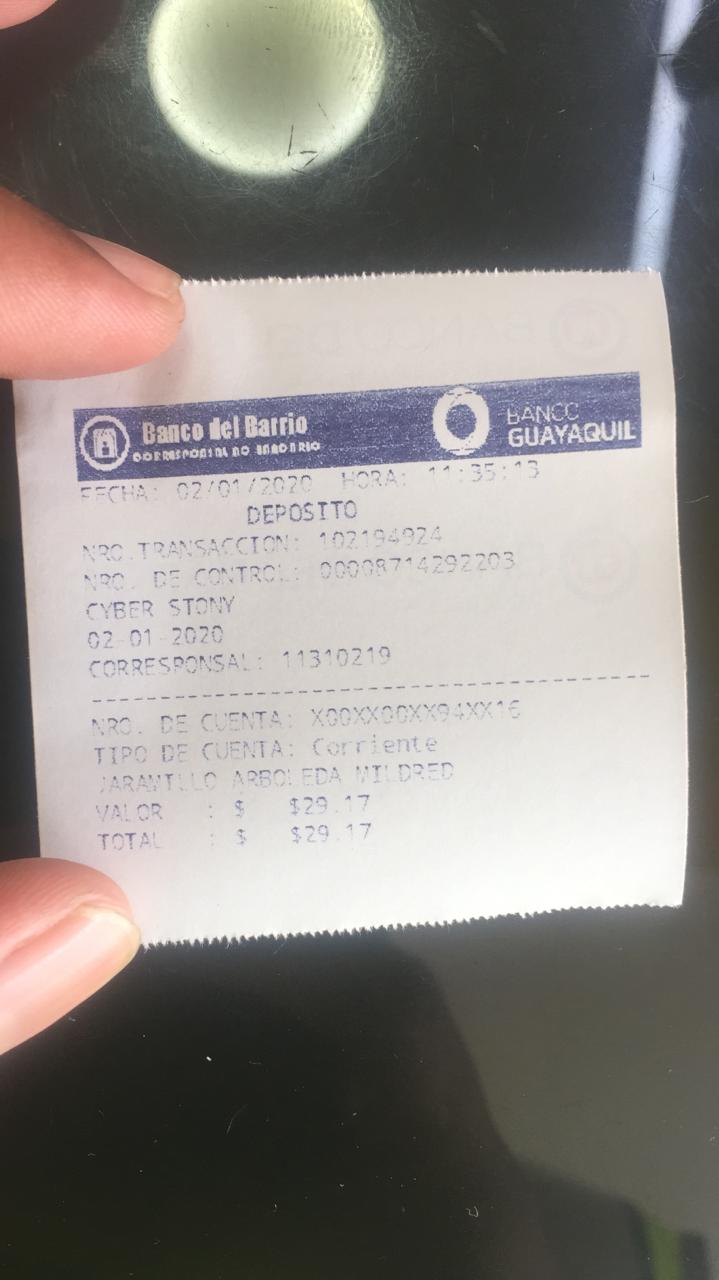 Banco del Barrio
CORRESPONSAL NO BANCARIO
BANCO
GUAYAQUIL
FECHA: 02/01/2020 HORA: 11:35:13
DEPOSITO
NRO.TRANSACCION: 102194924
NRO. DE CONTROL: 00008714292203
CYBER STONY
02-01-2020
CORRESPONSAL: 11310219
NRO. DE CUENTA: X00XX00XX94XX16
TIPO DE CUENTA: Corriente
JARAMILLO ARBOLEDA MILDRED
VALOR : $ $29.17
TOTAL : $ $29.17